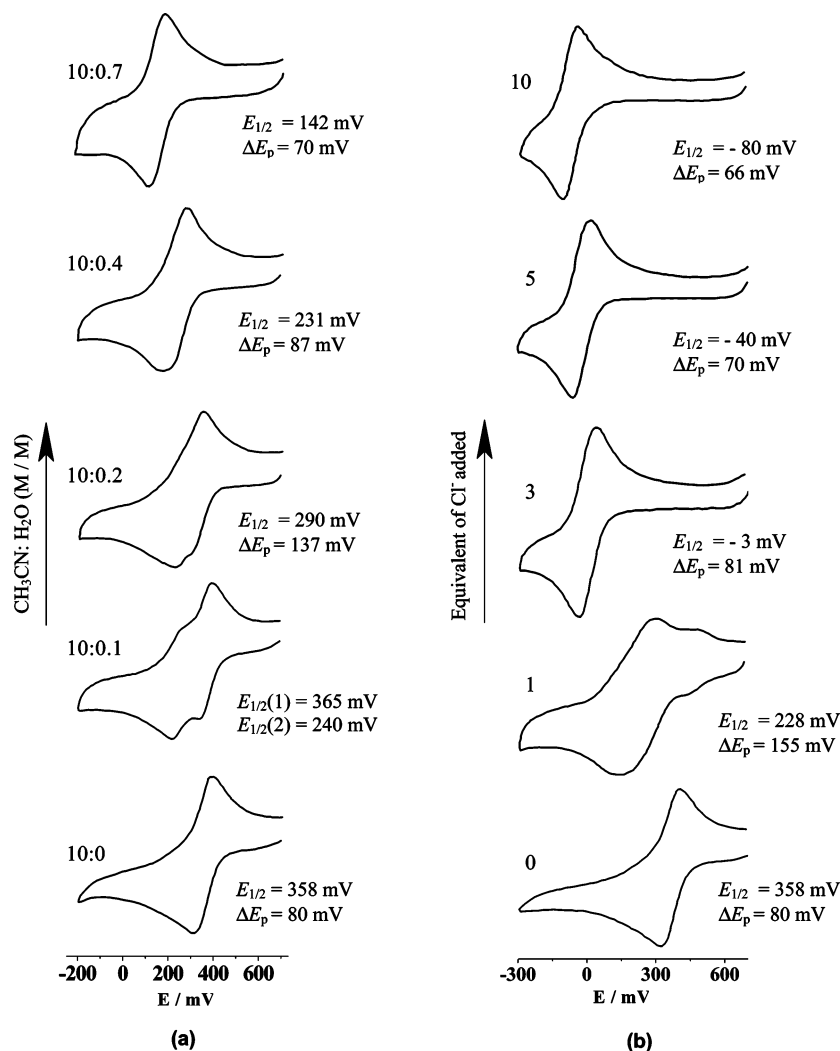 10:0.7
E1/2 = 142 mV
ΔEp = 70 mV
10:0.4
E1/2 = 231 mV
ΔEp = 87 mV
CH3CN: H2O (M / M)
10:0.2
E1/2 = 290 mV
ΔEp = 137 mV
10:0.1
E1/2(1) = 365 mV
E1/2(2) = 240 mV
10:0
E1/2 = 358 mV
ΔEp = 80 mV
-200 0 200 400 600
E / mV
(a)
10
E1/2 = - 80 mV
ΔEp = 66 mV
5
E1/2 = - 40 mV
ΔEp = 70 mV
Equivalent of Cl- added
3
E1/2 = - 3 mV
ΔEp = 81 mV
1
E1/2 = 228 mV
ΔEp = 155 mV
0
E1/2 = 358 mV
ΔEp = 80 mV
-300 0 300 600
E / mV
(b)